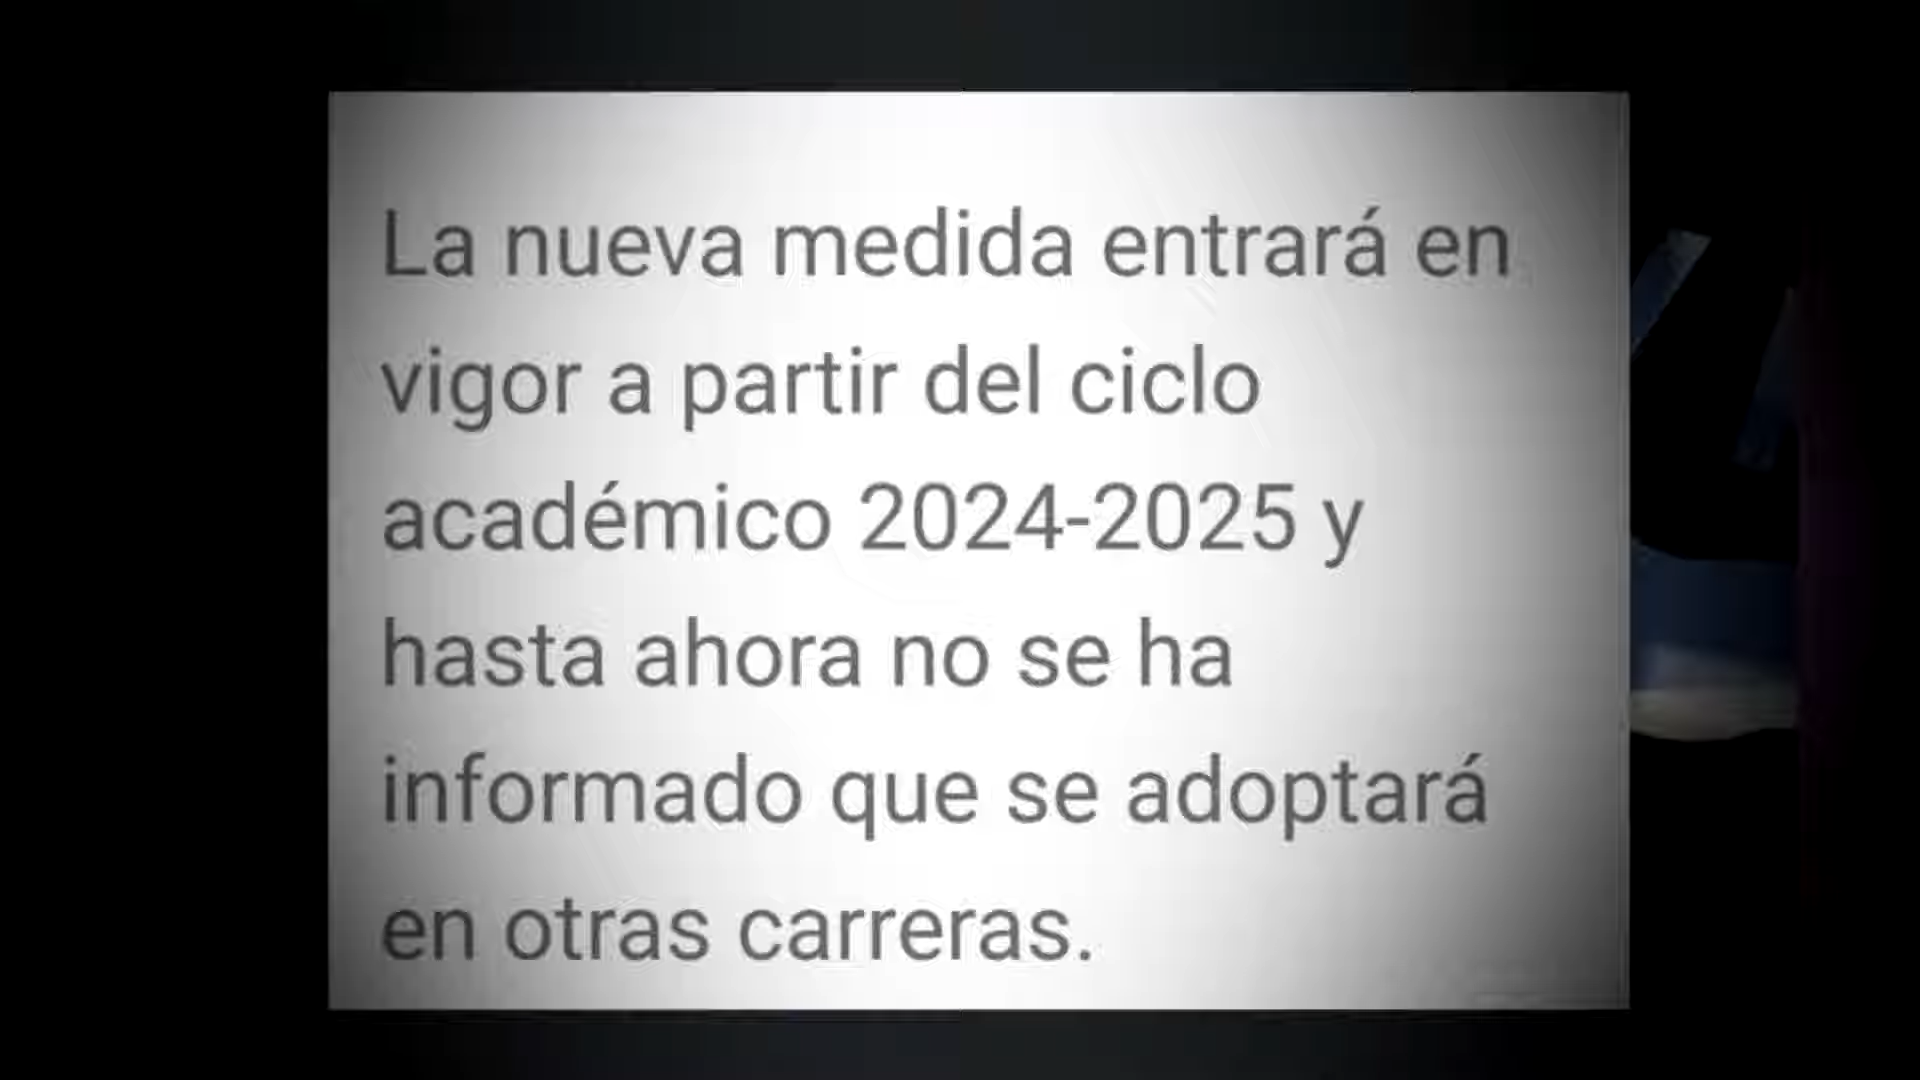 La nueva medida entrará en
vigor a partir del ciclo
académico 2024-2025 y
hasta ahora no se ha
informado que se adoptará
en otras carreras.